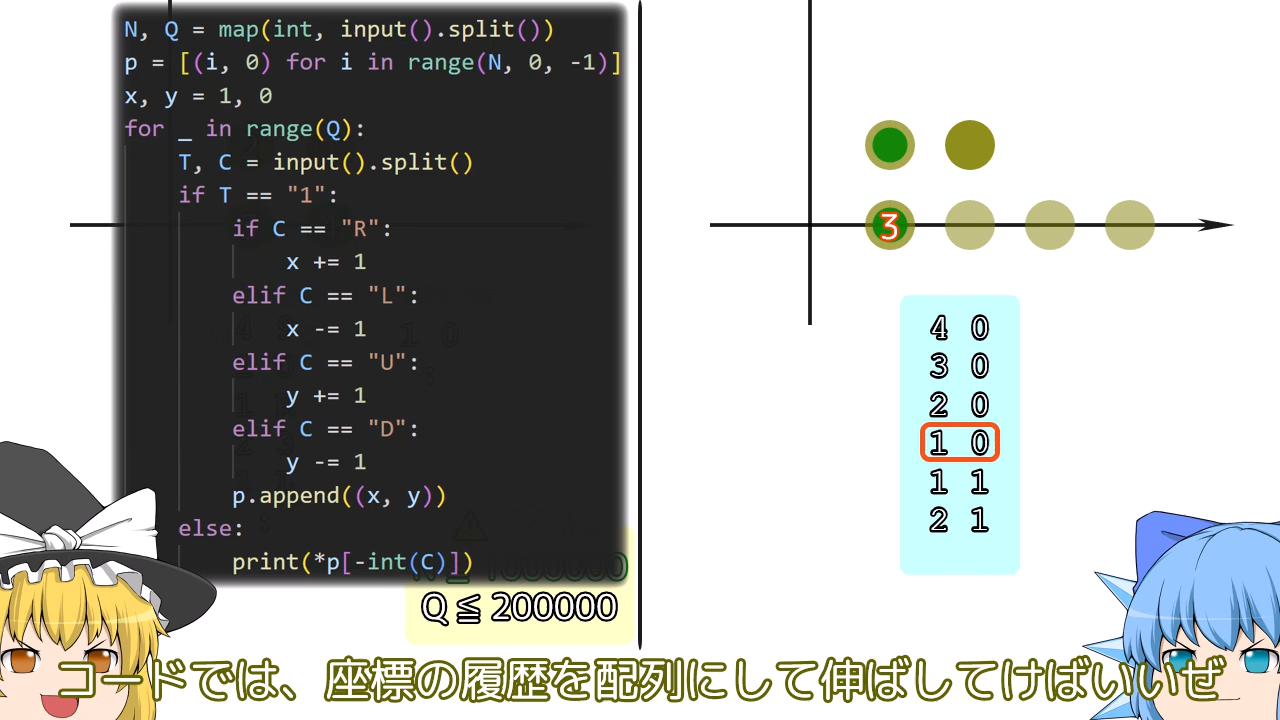 N, Q = map(int, input().split())
p = [(i, 0) for i in range(N, 0, -1)]
x, y = 1, 0
for _ in range(Q):
    T, C = input().split()
    if T == "1":
        if C == "R":
            x += 1
        elif C == "L":
            x -= 1
        elif C == "U":
            y += 1
        elif C == "D":
            y -= 1
        p.append((x, y))
    else:
        print(*p[-int(C)])
3
4 0
3 0
2 0
1 0
1 1
2 1
Q ≦ 200000
コードでは、座標の履歴を配列にして伸ばしてけばいいぜ